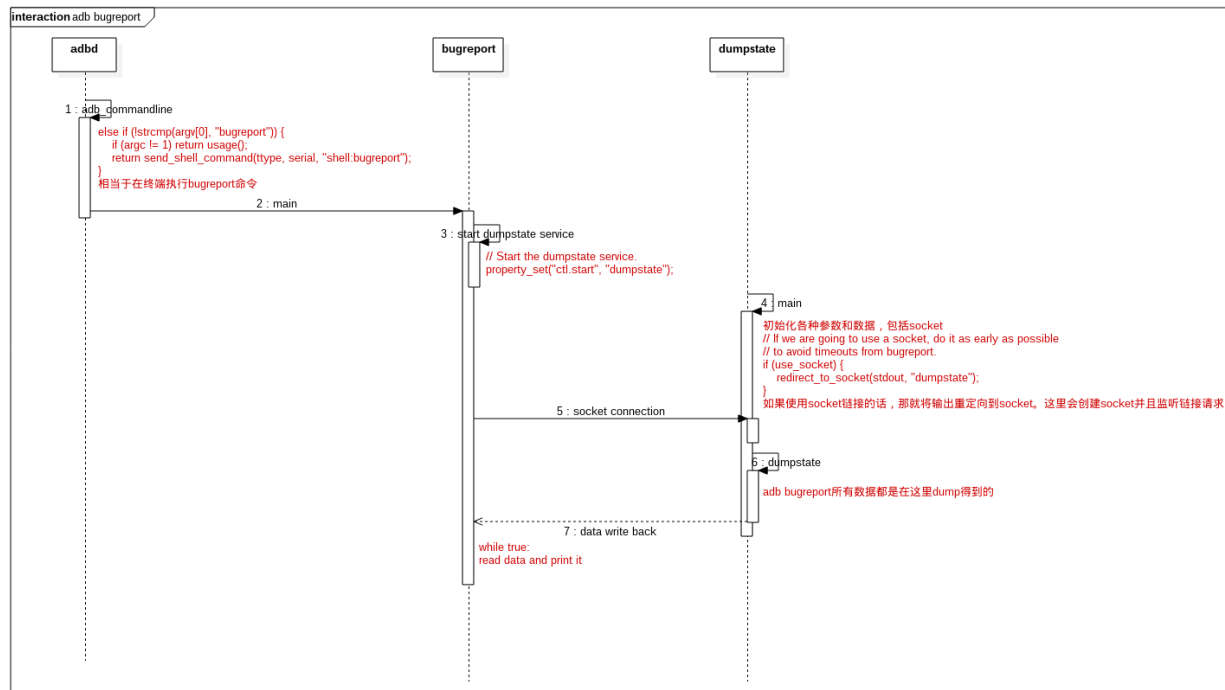 interaction adb bugreport
adbd
bugreport
dumpstate
1 : adb_commandline
else if (!strcmp(argv[0], "bugreport")) {
if (argc != 1) return usage();
return send_shell_command(ttype, serial, "shell:bugreport");
}
相当于在终端执行bugreport命令
2 : main
3 : start dumpstate service
// Start the dumpstate service.
property_set("ctl.start", "dumpstate");
4 : main
初始化各种参数和数据，包括socket
// If we are going to use a socket, do it as early as possible
// to avoid timeouts from bugreport.
if (use_socket) {
redirect_to_socket(stdout, "dumpstate");
}
如果使用socket链接的话，那就将输出重定向到socket。这里会创建socket并且监听链接请求
5 : socket connection
6 : dumpstate
adb bugreport所有数据都是在这里dump得到的
7 : data write back
while true:
read data and print it